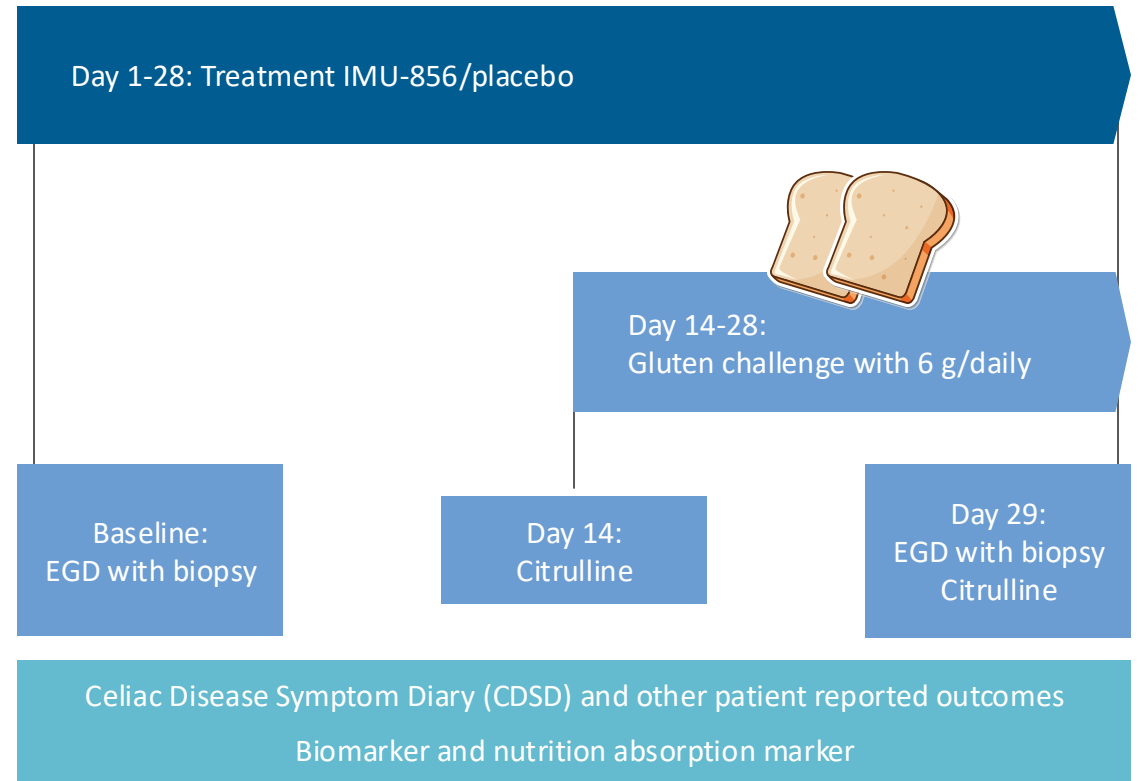 Day 1-28: Treatment IMU-856/placebo
Day 14-28:
Gluten challenge with 6 g/daily
Baseline:
EGD with biopsy
Day 14:
Citrulline
Day 29:
EGD with biopsy
Citrulline
Celiac Disease Symptom Diary (CDSD) and other patient reported outcomes
Biomarker and nutrition absorption marker